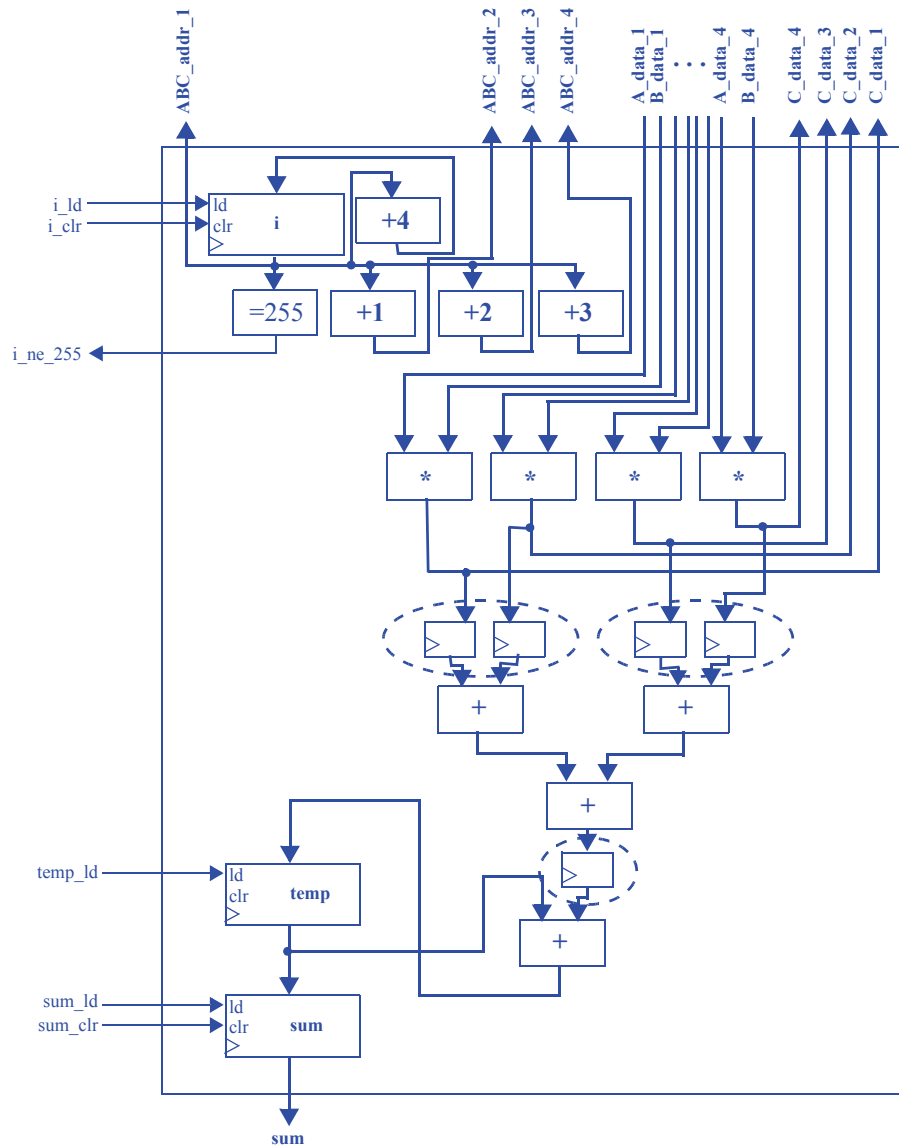 ABC_addr_1
ABC_addr_2
ABC_addr_3
ABC_addr_4
A_data_1
B_data_1
. . .
A_data_4
B_data_4
C_data_4
C_data_3
C_data_2
C_data_1
i_ld
i_clr
ld
clr
i
+4
=255
+1
+2
+3
i_ne_255
*
*
*
*
+
+
+
temp_ld
ld
clr
temp
+
sum_ld
sum_clr
ld
clr
sum
sum